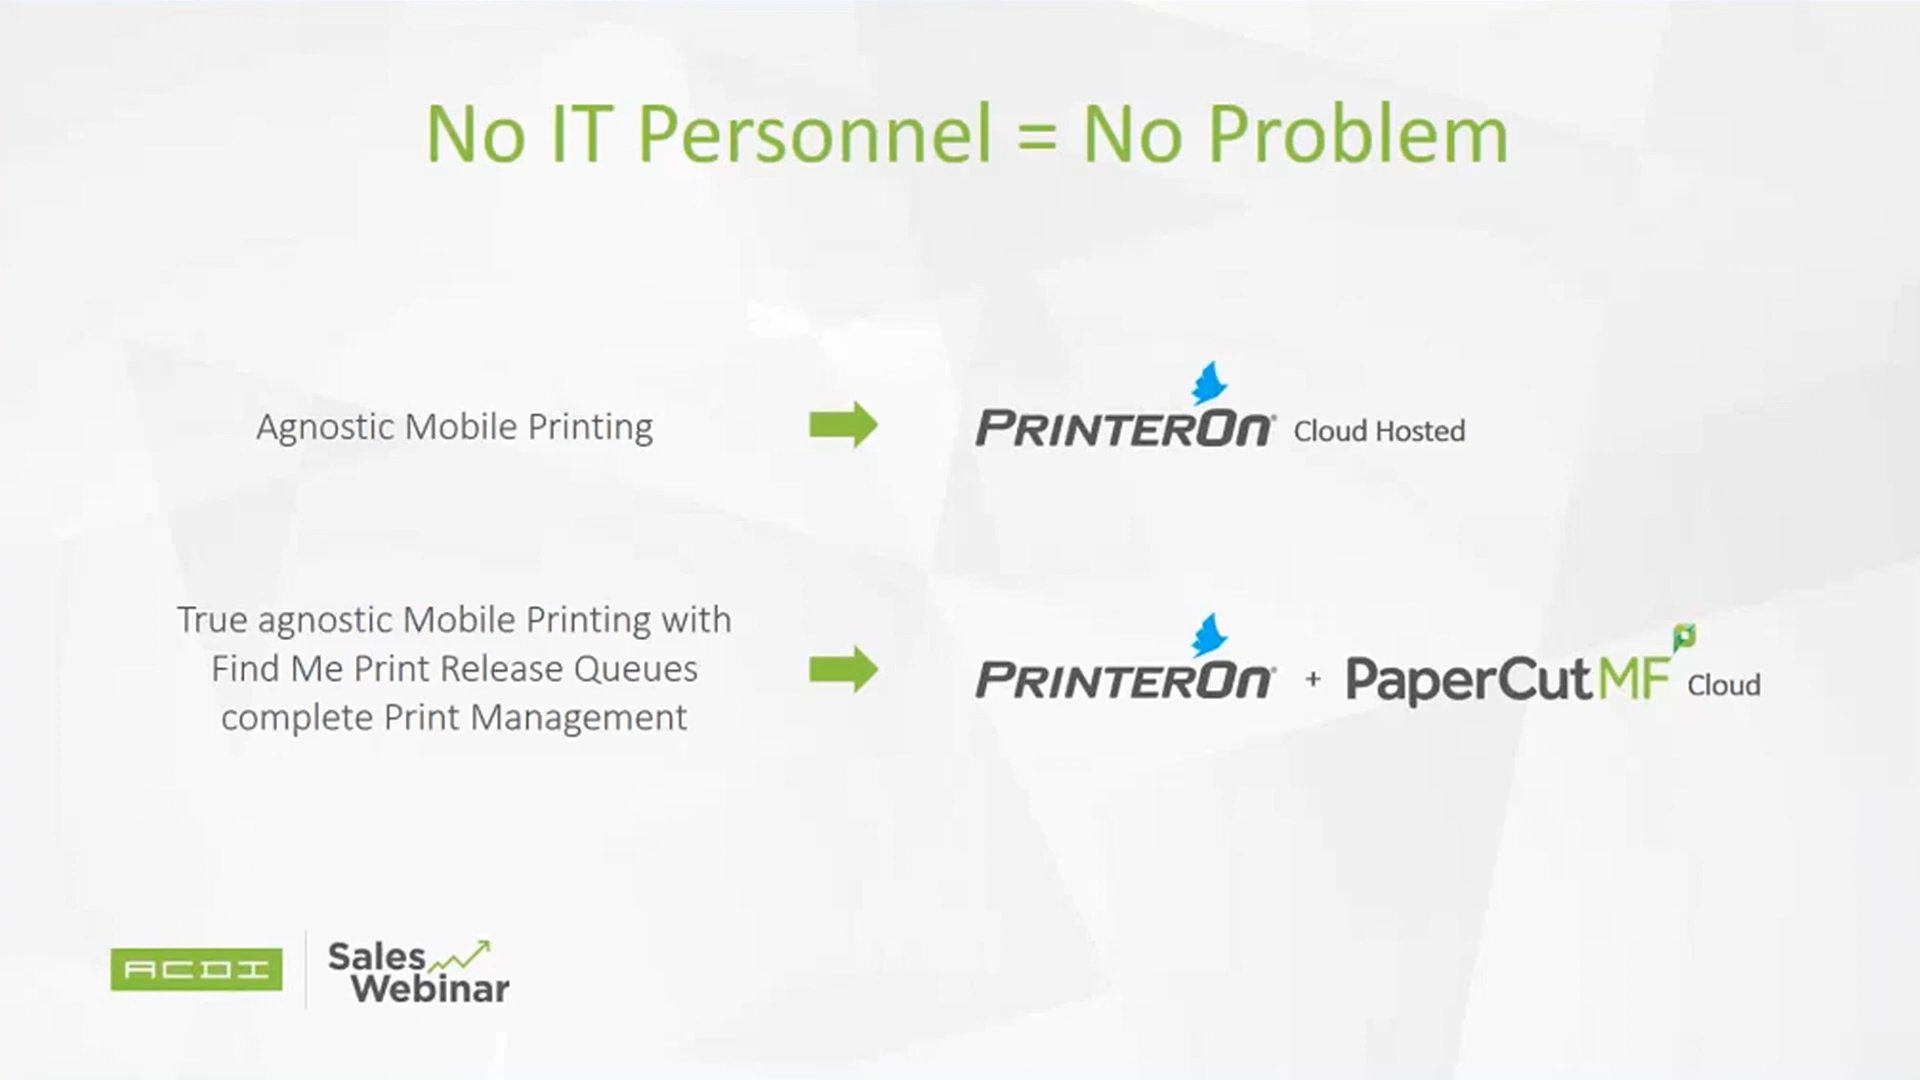 No IT Personnel = No Problem
Agnostic Mobile Printing
PRINTERON® Cloud Hosted
True agnostic Mobile Printing with
Find Me Print Release Queues
complete Print Management
PRINTERON® + PaperCut MF Cloud
ACDI
Sales
Webinar